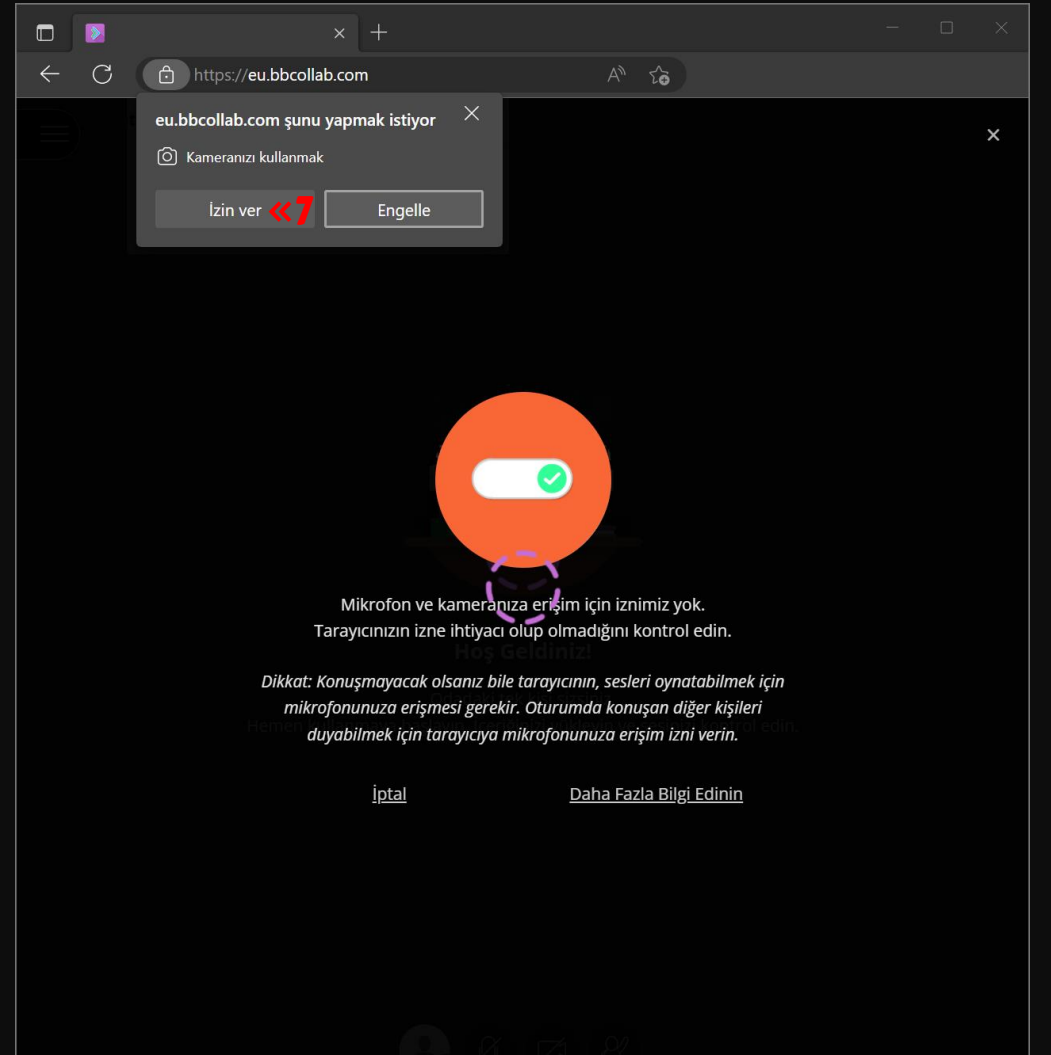 https://eu.bbcollab.com
eu.bbcollab.com şunu yapmak istiyor
Kameranızı kullanmak
İzin ver «7 Engelle
Mikrofon ve kameranıza erişim için iznimiz yok.
Tarayıcınızın izne ihtiyacı olup olmadığını kontrol edin.
Hoş Geldiniz!
Dikkat: Konuşmayacak olsanız bile tarayıcının, sesleri oynatabilmek için
mikrofonunuza erişmesi gerekir. Oturumda konuşan diğer kişileri
duyabilmek için tarayıcıya mikrofonunuza erişim izni verin.
İptal Daha Fazla Bilgi Edinin